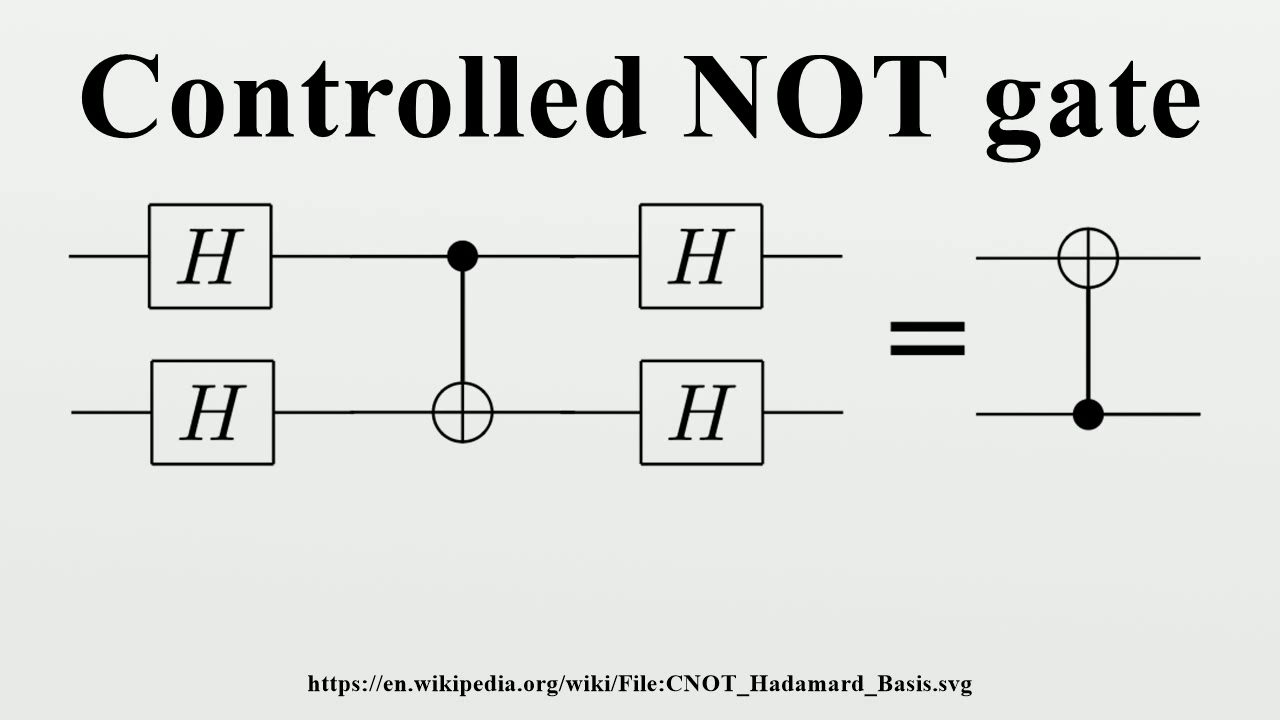 Controlled NOT gate
H H
=
H H
https://en.wikipedia.org/wiki/File:CNOT_Hadamard_Basis.svg